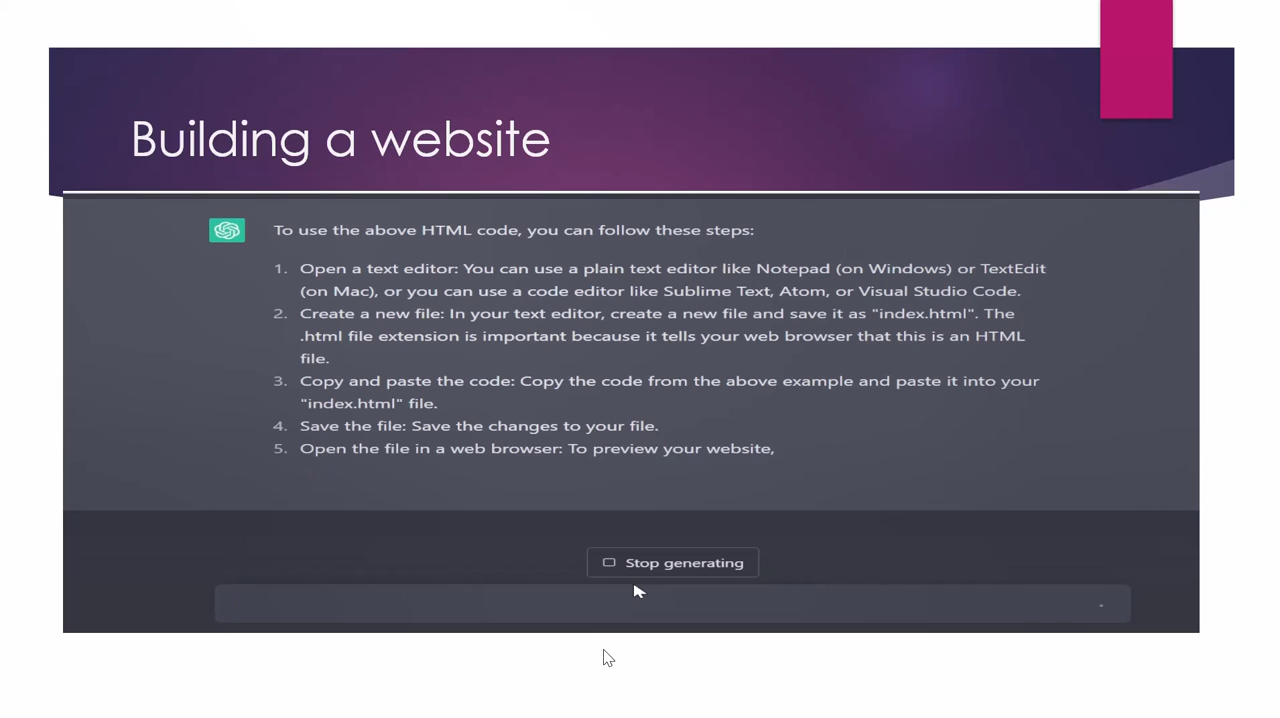 Building a website
To use the above HTML code, you can follow these steps:
1. Open a text editor: You can use a plain text editor like Notepad (on Windows) or TextEdit
(on Mac), or you can use a code editor like Sublime Text, Atom, or Visual Studio Code.
2. Create a new file: In your text editor, create a new file and save it as "index.html". The
.html file extension is important because it tells your web browser that this is an HTML
file.
3. Copy and paste the code: Copy the code from the above example and paste it into your
"index.html" file.
4. Save the file: Save the changes to your file.
5. Open the file in a web browser: To preview your website,
Stop generating